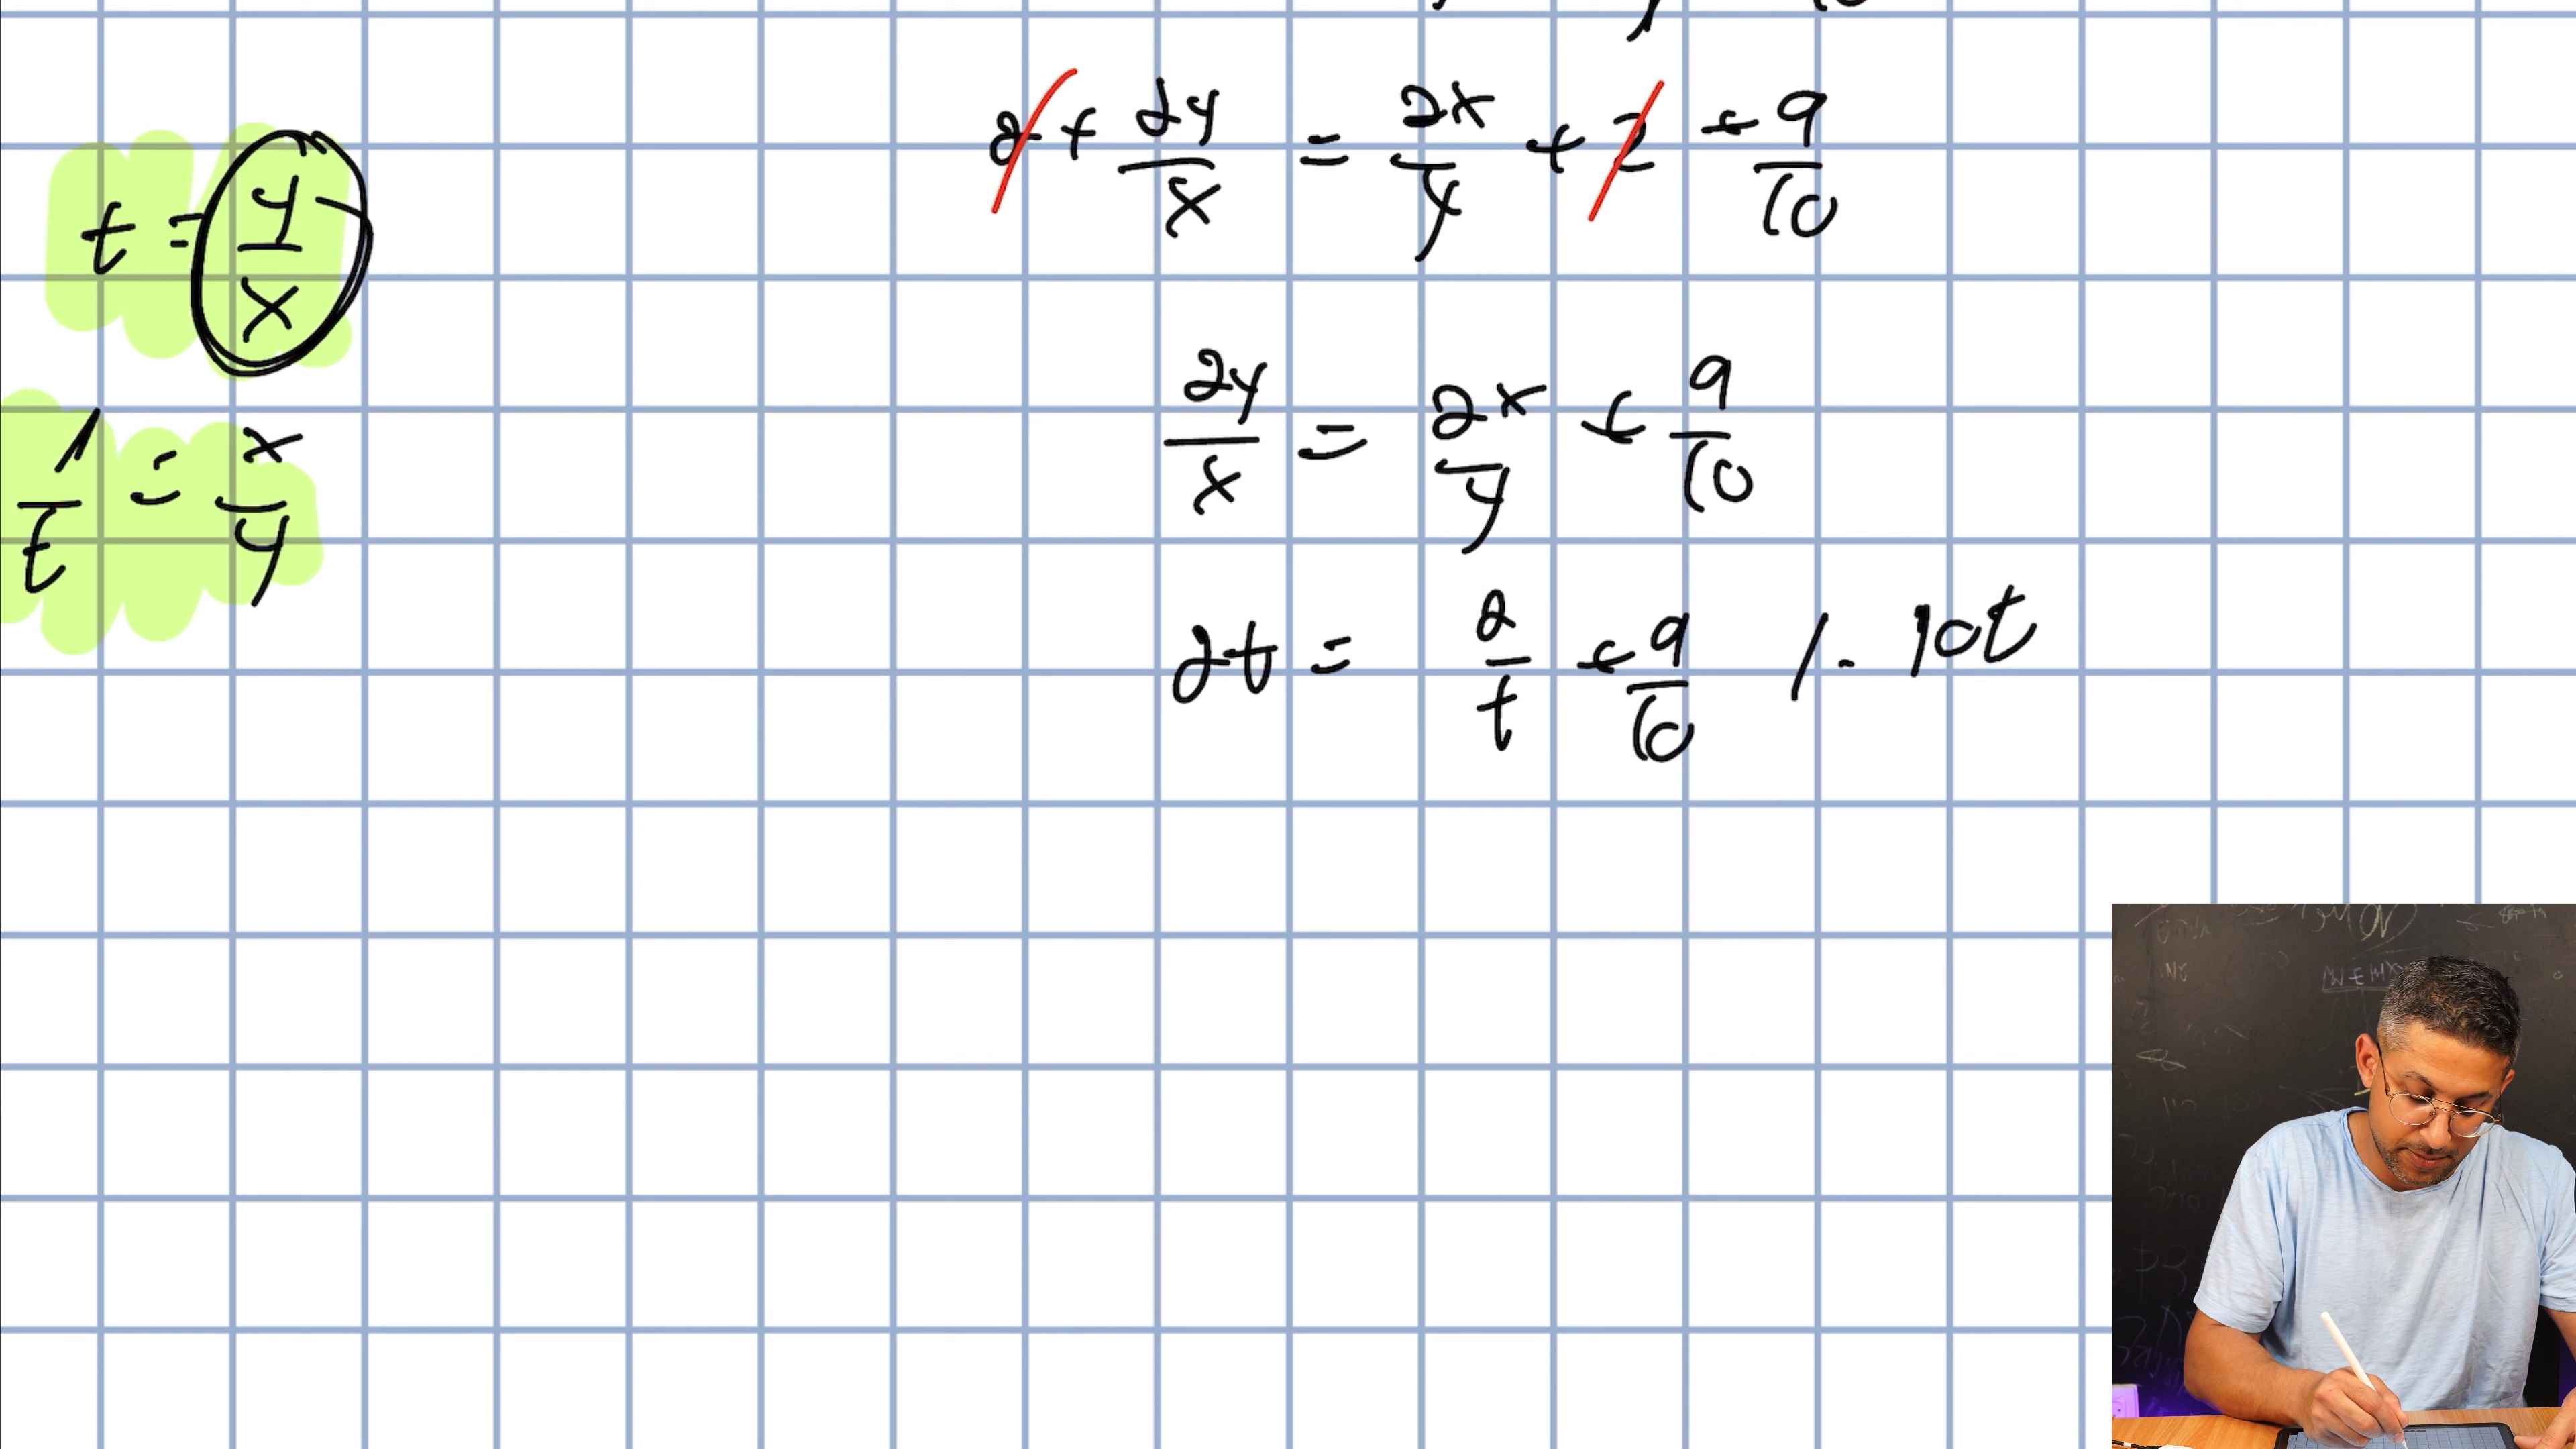 2 + 2y/x = 2x/y + 2 + 9/10
t = y/x
2y/x = 2x/y + 9/10
1/t = x/y
2t = 2/t + 9/10 /· 10t